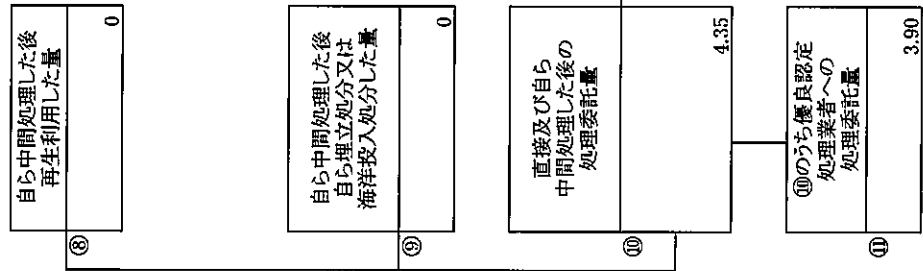 自ら中間処理した後
再生利用した量
⑧
0
自ら中間処理した後
自ら埋立処分又は
海洋投入処分した量
⑨
0
直接及び自ら
中間処理した後の
処理委託量
⑩
4.35
⑩のうち優良認定
処理業者への
処理委託量
⑪
3.90